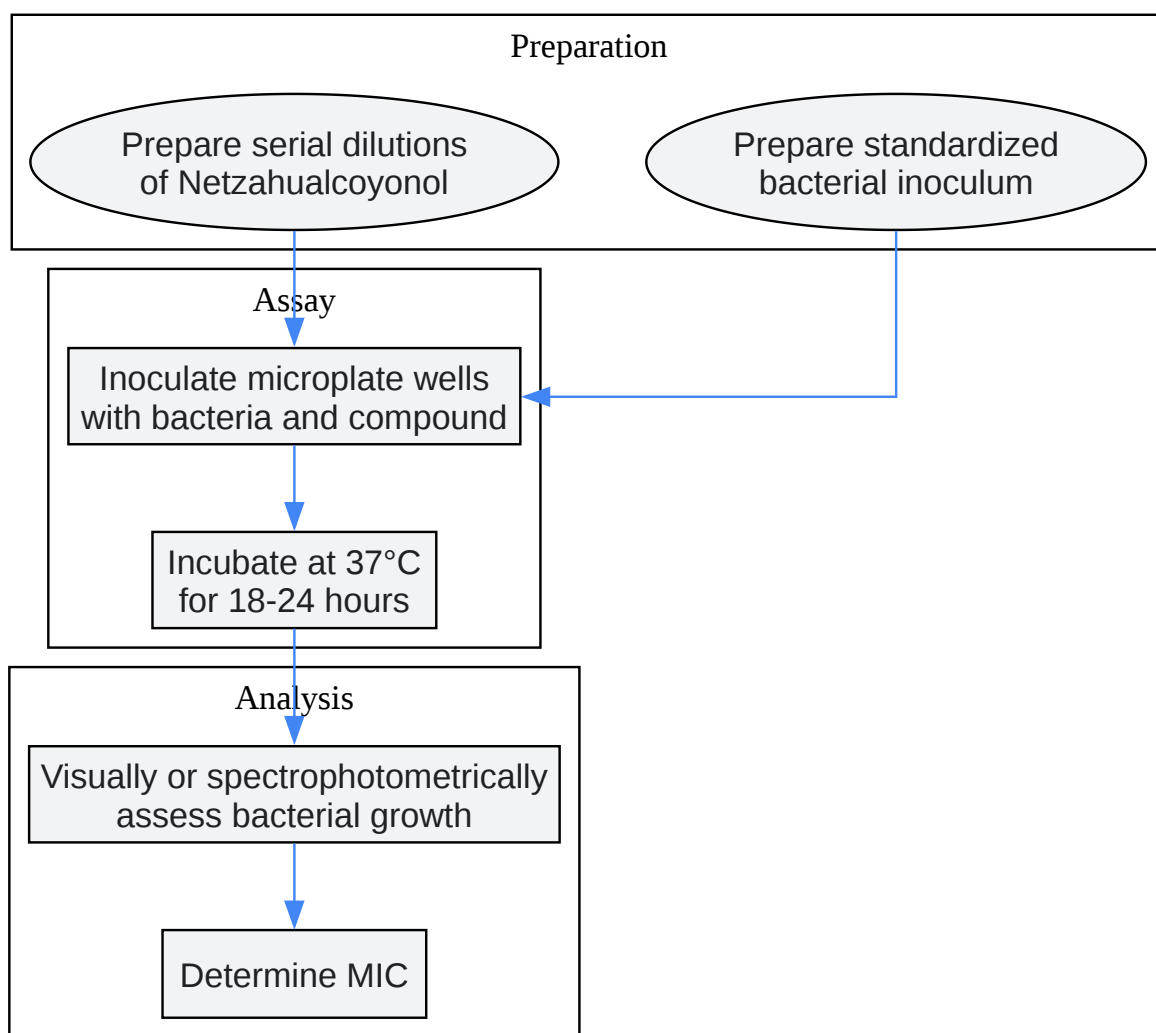 Preparation
Prepare serial dilutions
of Netzahualcoyonol
Prepare standardized
bacterial inoculum
Assay
Inoculate microplate wells
with bacteria and compound
Incubate at 37°C
for 18-24 hours
Analysis
Visually or spectrophotometrically
assess bacterial growth
Determine MIC